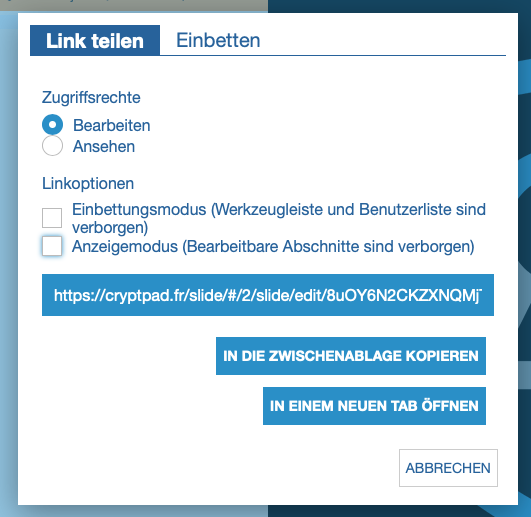 Link teilen
Einbetten
Zugriffsrechte
Bearbeiten
Ansehen
Linkoptionen
Einbettungsmodus (Werkzeugleiste und Benutzerliste sind
verborgen)
Anzeigemodus (Bearbeitbare Abschnitte sind verborgen)
https://cryptpad.fr/slide/#/2/slide/edit/8uOY6N2CKZXNQMj
IN DIE ZWISCHENABLAGE KOPIEREN
IN EINEM NEUEN TAB ÖFFNEN
ABBRECHEN